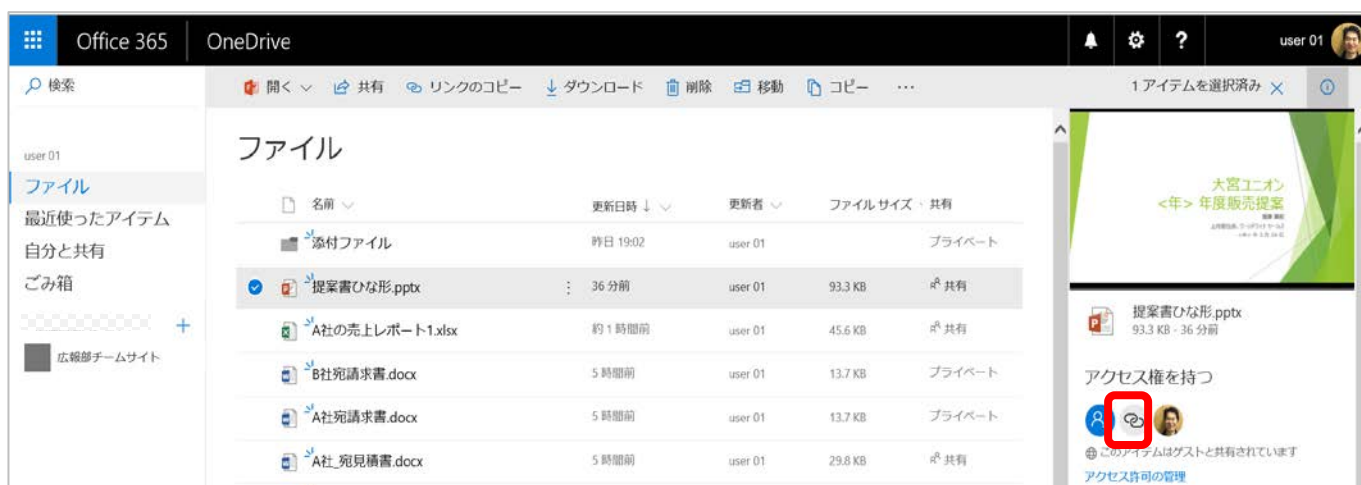 Office 365 OneDrive ? user 01
検索 開く 共有 リンクのコピー ダウンロード 削除 移動 コピー … 1 アイテムを選択済み ×
user 01
ファイル
最近使ったアイテム
自分と共有
ごみ箱
+
広報部チームサイト
ファイル
名前 更新日時 ↓ 更新者 ファイル サイズ 共有
添付ファイル 昨日 19:02 user 01 プライベート
提案書ひな形.pptx 36 分前 user 01 93.3 KB 共有
A社の売上レポート1.xlsx 約 1 時間前 user 01 45.6 KB 共有
B社宛請求書.docx 5 時間前 user 01 13.7 KB プライベート
A社宛請求書.docx 5 時間前 user 01 13.7 KB プライベート
A社_宛見積書.docx 5 時間前 user 01 29.8 KB 共有
大宮ユニオン
<年> 年度販売提案
提案書ひな形.pptx
93.3 KB - 36 分前
アクセス権を持つ
このアイテムはゲストと共有されています
アクセス許可の管理